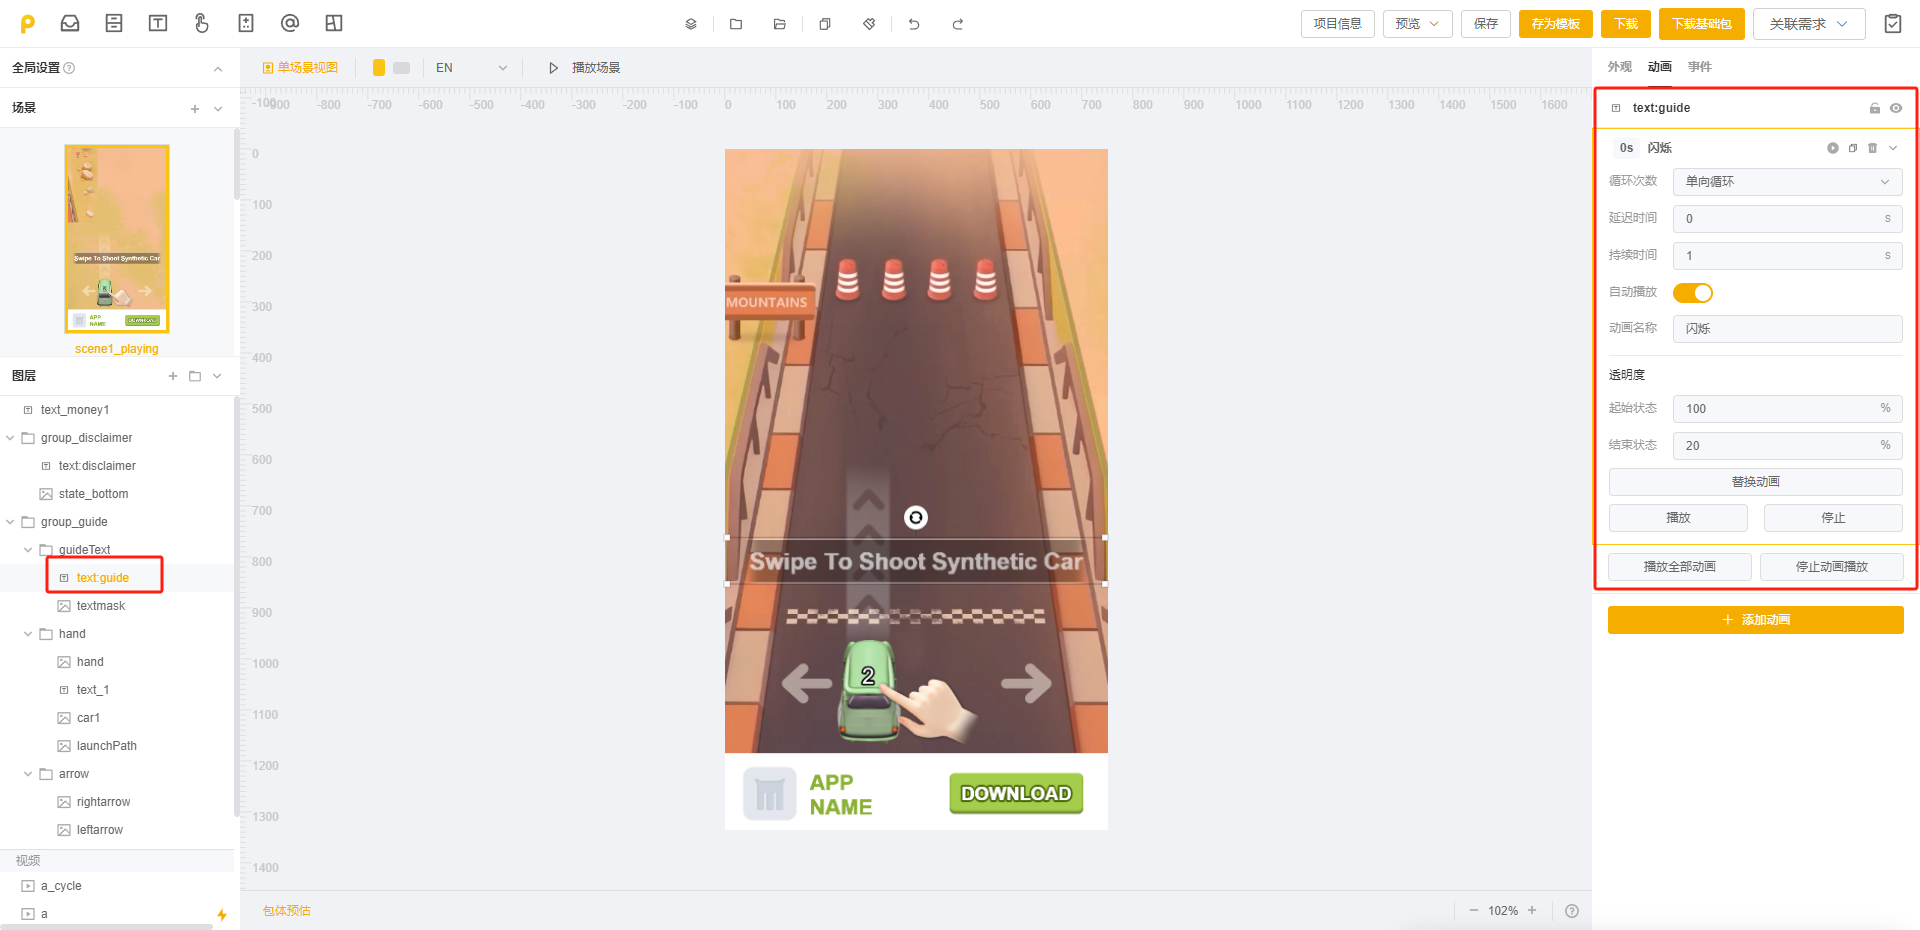 项目信息
预览
保存
存为模板
下载
下载基础包
关联需求
全局设置
场景
scene1_playing
Swipe To Shoot Synthetic Car
APP
NAME
DOWNLOAD
图层
text_money1
group_disclaimer
text:disclaimer
state_bottom
group_guide
guideText
text:guide
textmask
hand
hand
text_1
car1
launchPath
arrow
rightarrow
leftarrow
视频
a_cycle
a
单场景视图
EN
播放场景
-100 -900 -800 -700 -600 -500 -400 -300 -200 -100 0 100 200 300 400 500 600 700 800 900 1000 1100 1200 1300 1400 1500 1600
0
100
200
300
400
500
600
700
800
900
1000
1100
1200
1300
1400
MOUNTAINS
Swipe To Shoot Synthetic Car
2
APP
NAME
DOWNLOAD
包体预估
102%
外观 动画 事件
text:guide
0s 闪烁
循环次数 单向循环
延迟时间 0 s
持续时间 1 s
自动播放
动画名称 闪烁
透明度
起始状态 100 %
结束状态 20 %
替换动画
播放 停止
播放全部动画 停止动画播放
添加动画